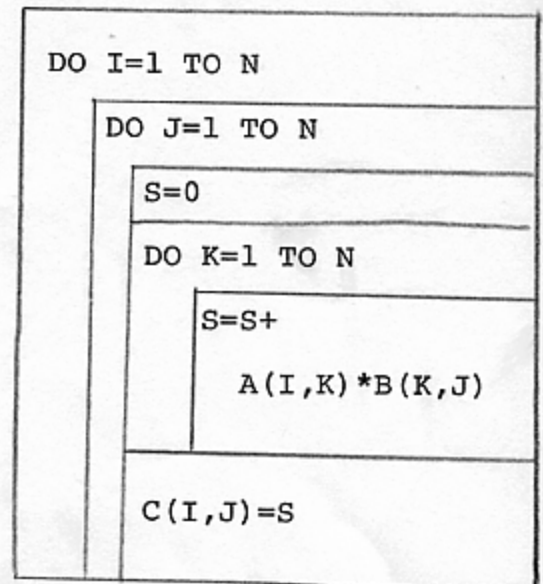 DO I=1 TO N
DO J=1 TO N
S=0
DO K=1 TO N
S=S+
A(I,K)*B(K,J)
C(I,J)=S